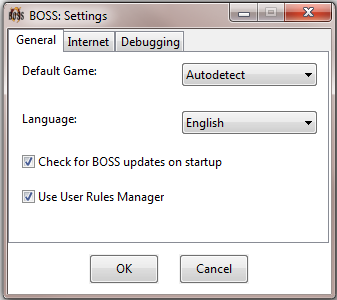 BOSS: Settings
General Internet Debugging
Default Game: Autodetect
Language: English
Check for BOSS updates on startup
Use User Rules Manager
OK Cancel